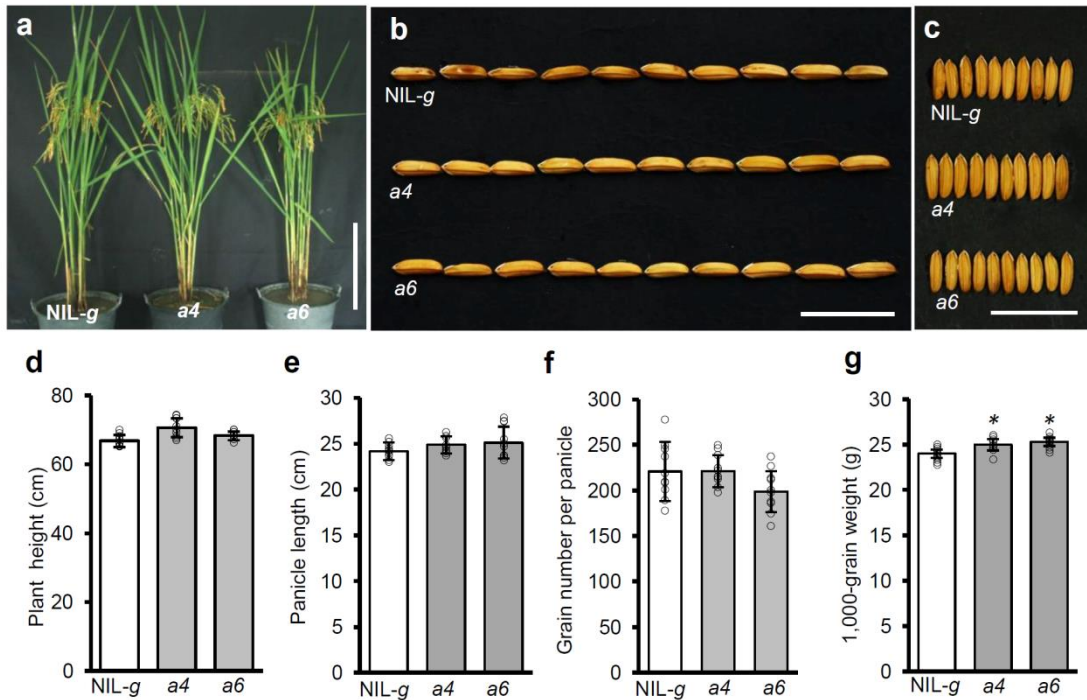 a
NIL-g a4 a6
b
NIL-g
a4
a6
c
NIL-g
a4
a6
d
Plant height (cm)
80
60
40
20
0
NIL-g a4 a6
e
Panicle length (cm)
30
25
20
15
10
5
0
NIL-g a4 a6
f
Grain number per panicle
300
250
200
150
100
50
0
NIL-g a4 a6
g
1,000-grain weight (g)
30
25
20
15
10
5
0
* *
NIL-g a4 a6